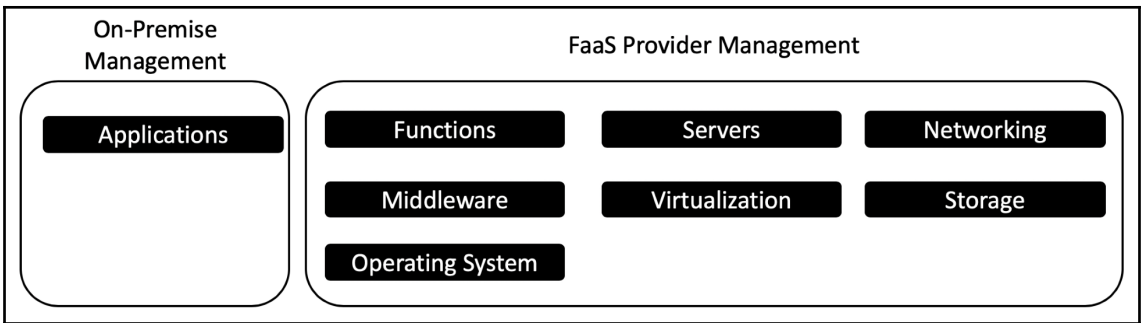 On-Premise
Management
FaaS Provider Management
Applications
Functions
Servers
Networking
Middleware
Virtualization
Storage
Operating System